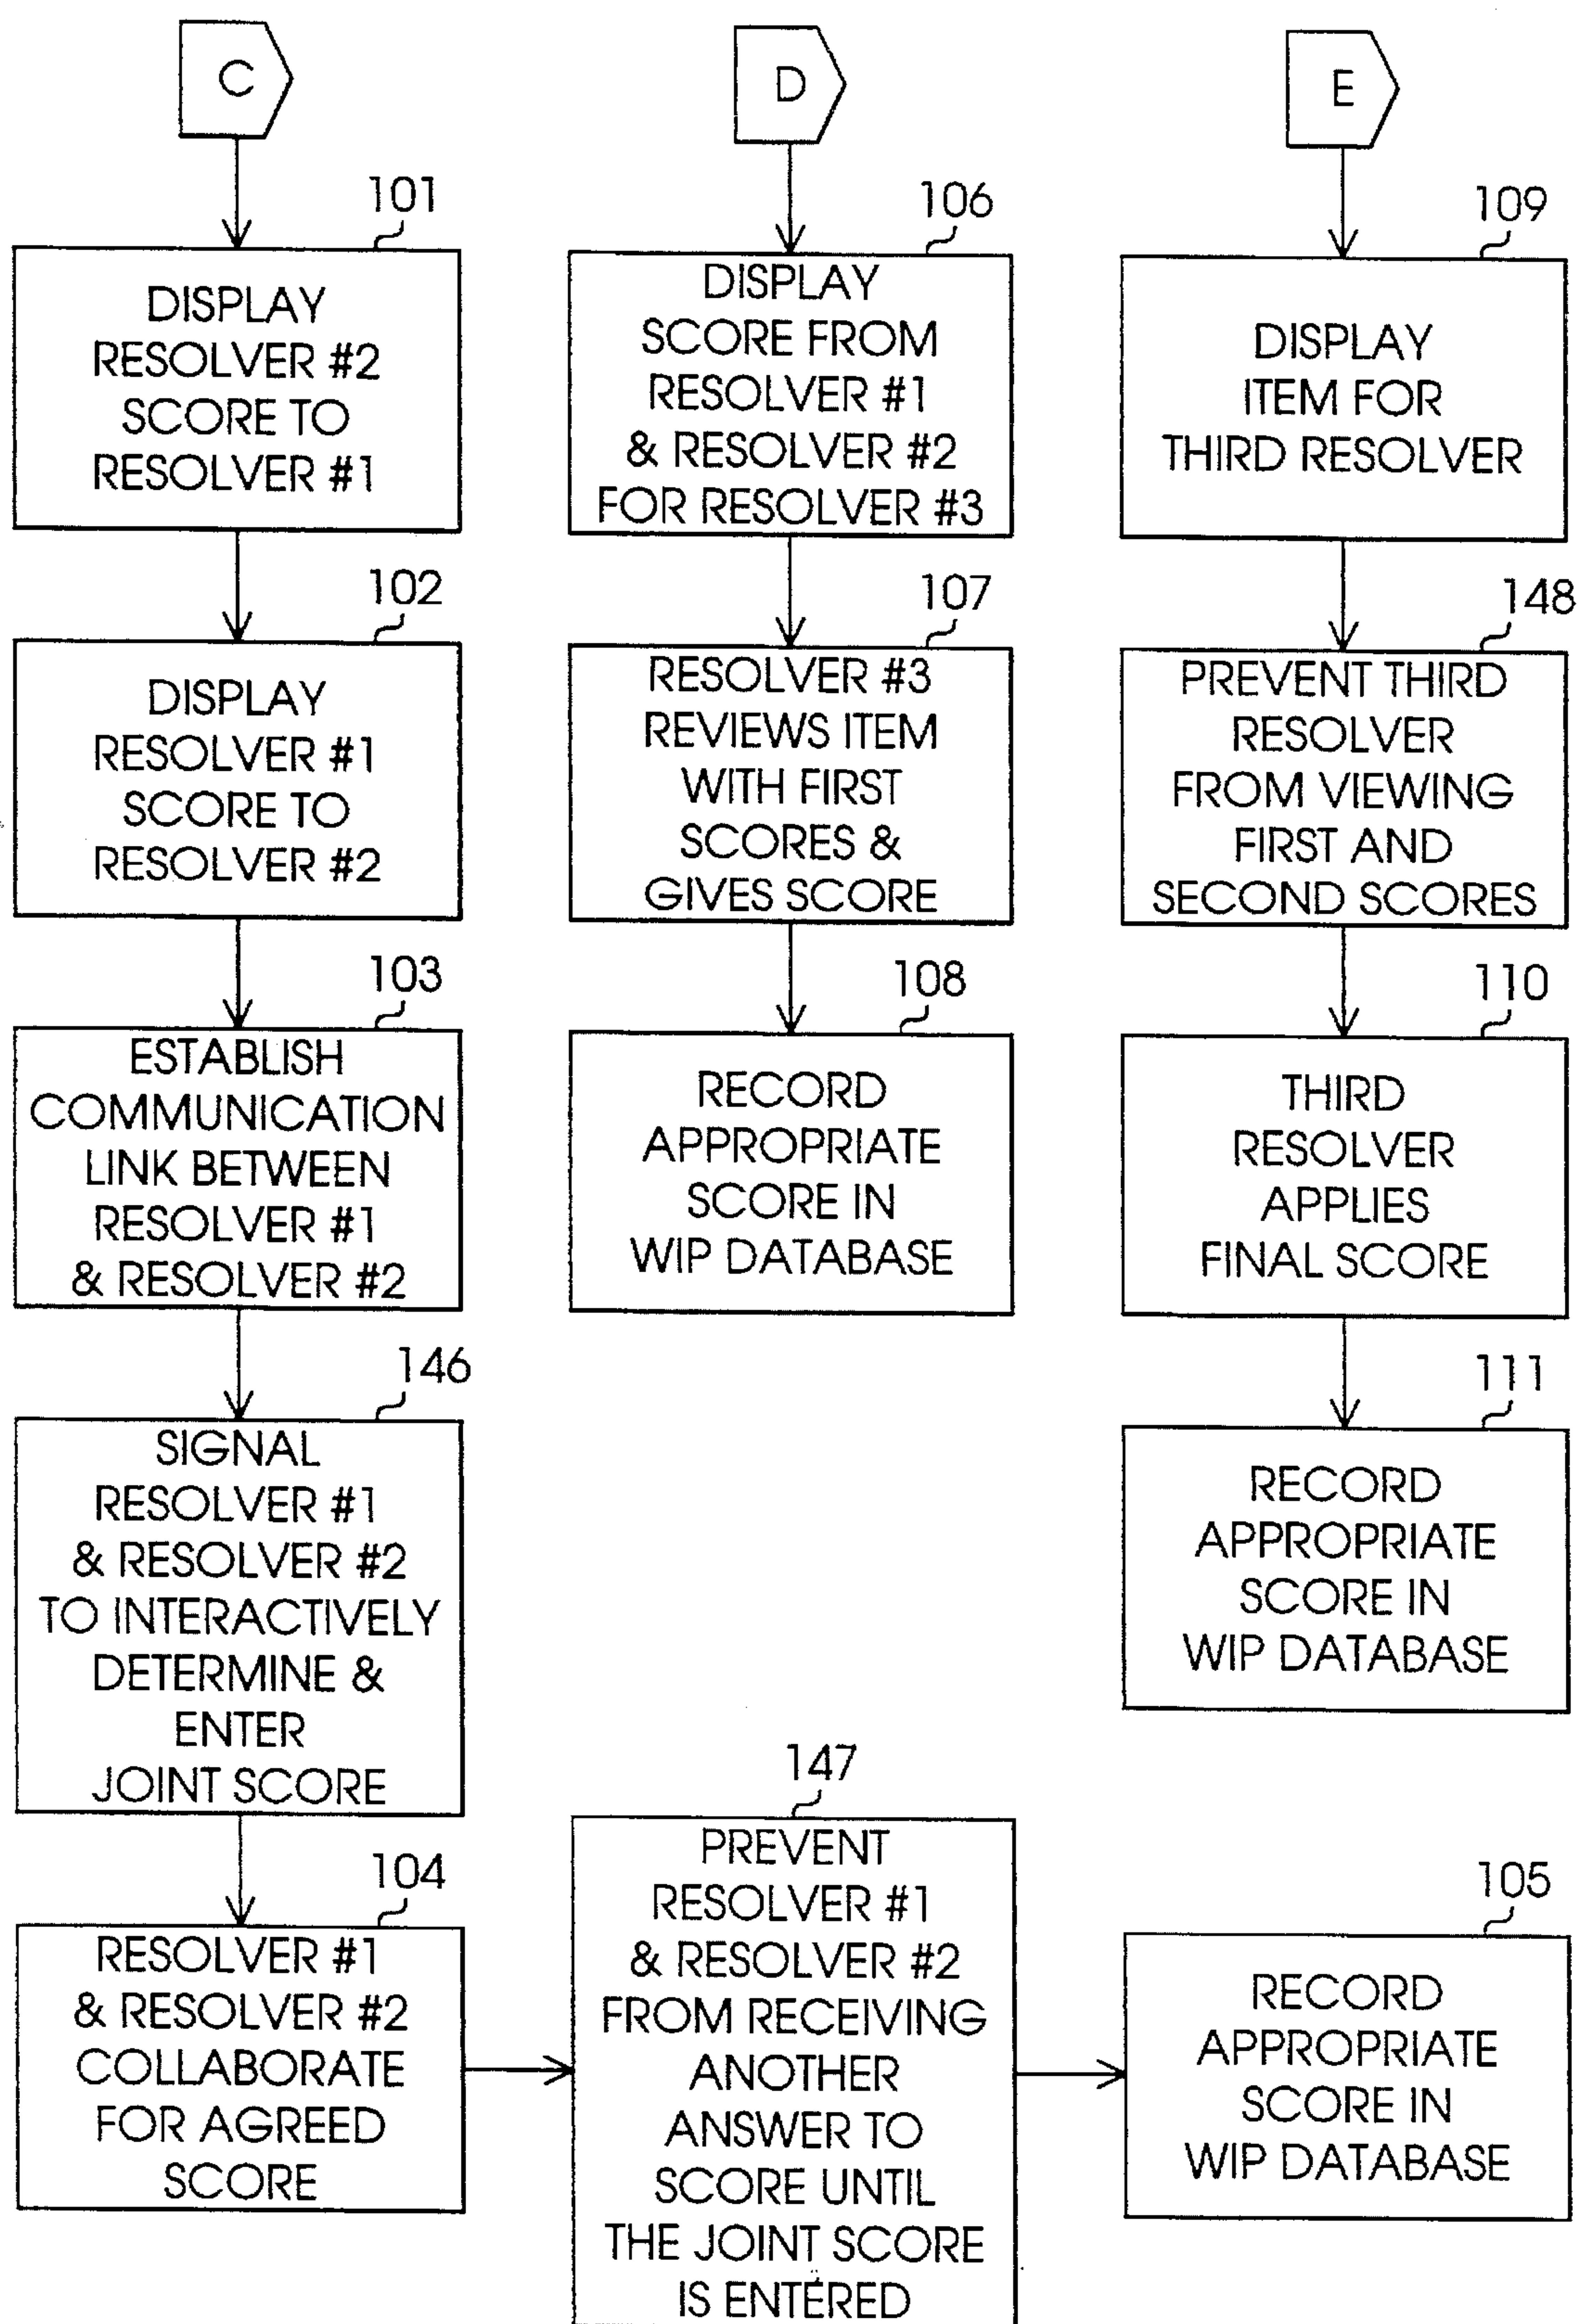 C
101
DISPLAY
RESOLVER #2
SCORE TO
RESOLVER #1
102
DISPLAY
RESOLVER #1
SCORE TO
RESOLVER #2
103
ESTABLISH
COMMUNICATION
LINK BETWEEN
RESOLVER #1
& RESOLVER #2
146
SIGNAL
RESOLVER #1
& RESOLVER #2
TO INTERACTIVELY
DETERMINE &
ENTER
JOINT SCORE
104
RESOLVER #1
& RESOLVER #2
COLLABORATE
FOR AGREED
SCORE
147
PREVENT
RESOLVER #1
& RESOLVER #2
FROM RECEIVING
ANOTHER
ANSWER TO
SCORE UNTIL
THE JOINT SCORE
IS ENTERED
105
RECORD
APPROPRIATE
SCORE IN
WIP DATABASE
D
106
DISPLAY
SCORE FROM
RESOLVER #1
& RESOLVER #2
FOR RESOLVER #3
107
RESOLVER #3
REVIEWS ITEM
WITH FIRST
SCORES &
GIVES SCORE
108
RECORD
APPROPRIATE
SCORE IN
WIP DATABASE
E
109
DISPLAY
ITEM FOR
THIRD RESOLVER
148
PREVENT THIRD
RESOLVER
FROM VIEWING
FIRST AND
SECOND SCORES
110
THIRD
RESOLVER
APPLIES
FINAL SCORE
111
RECORD
APPROPRIATE
SCORE IN
WIP DATABASE